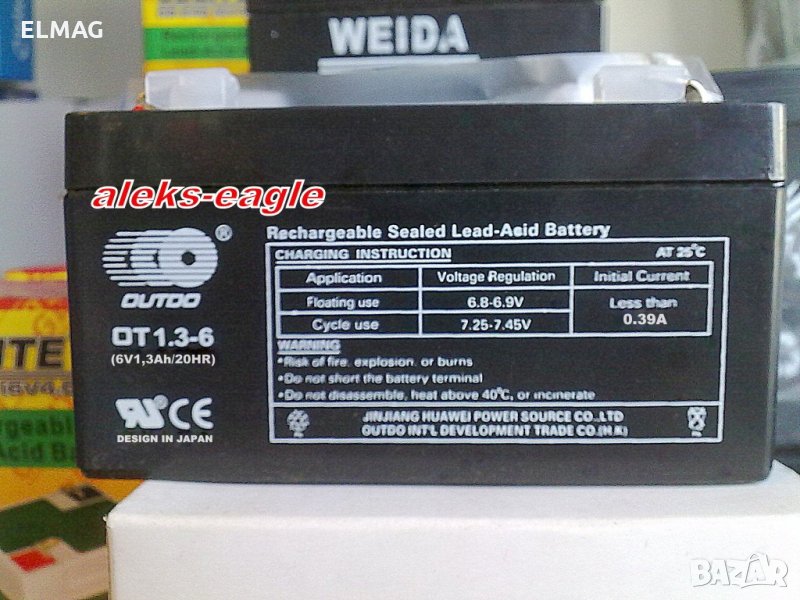 ELMAG
WEIDA
aleks-eagle
®
OUTDO
OT1.3-6
(6V1,3Ah/20HR)
CE
DESIGN IN JAPAN
Rechargeable Sealed Lead-Acid Battery
CHARGING INSTRUCTION AT 25°C
Application Voltage Regulation Initial Current
Floating use 6.8-6.9V Less than
Cycle use 7.25-7.45V 0.39A
WARNING
•Risk of fire, explosion, or burns
•Do not short the battery terminal
•Do not disassemble, heat above 40°C, or incinerate
JINJIANG HUAWEI POWER SOURCE CO.,LTD
OUTDO INT'L DEVELOPMENT TRADE CO.(H.K)
Pb
BAZAR